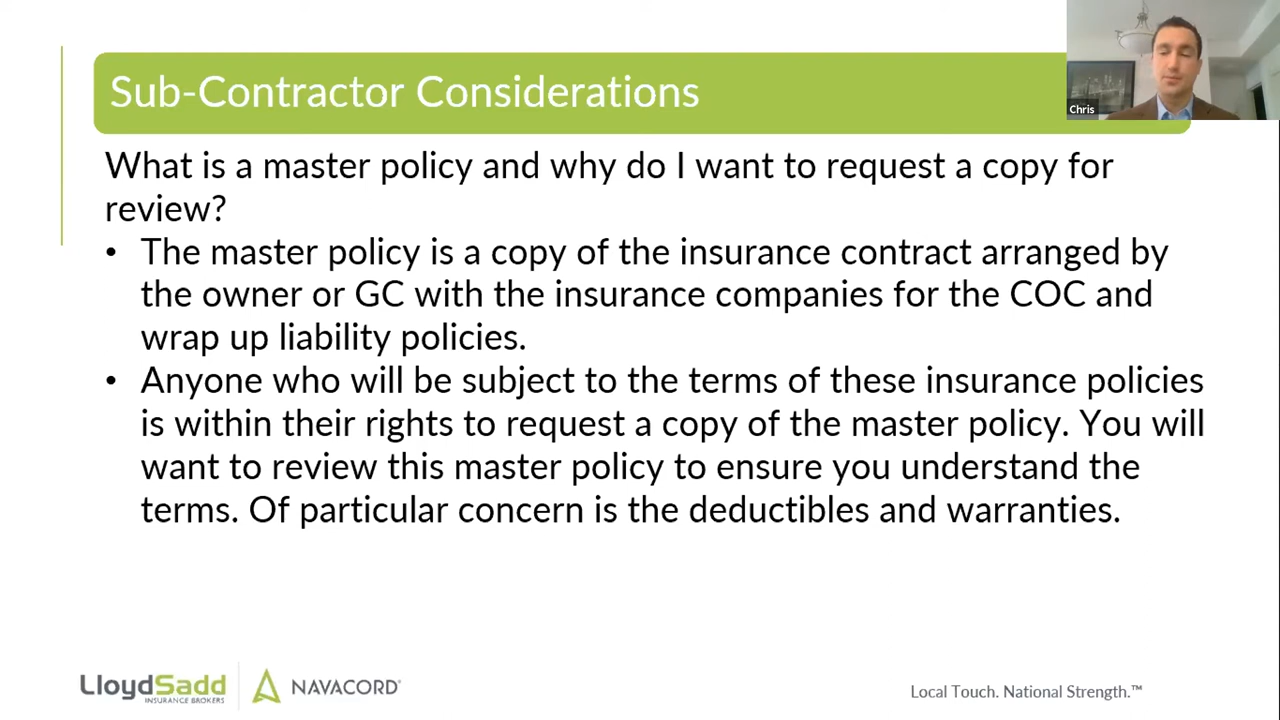 Sub-Contractor Considerations
Chris
What is a master policy and why do I want to request a copy for
review?
• The master policy is a copy of the insurance contract arranged by
the owner or GC with the insurance companies for the COC and
wrap up liability policies.
• Anyone who will be subject to the terms of these insurance policies
is within their rights to request a copy of the master policy. You will
want to review this master policy to ensure you understand the
terms. Of particular concern is the deductibles and warranties.
LloydSadd
INSURANCE BROKERS
NAVACORD®
Local Touch. National Strength.™